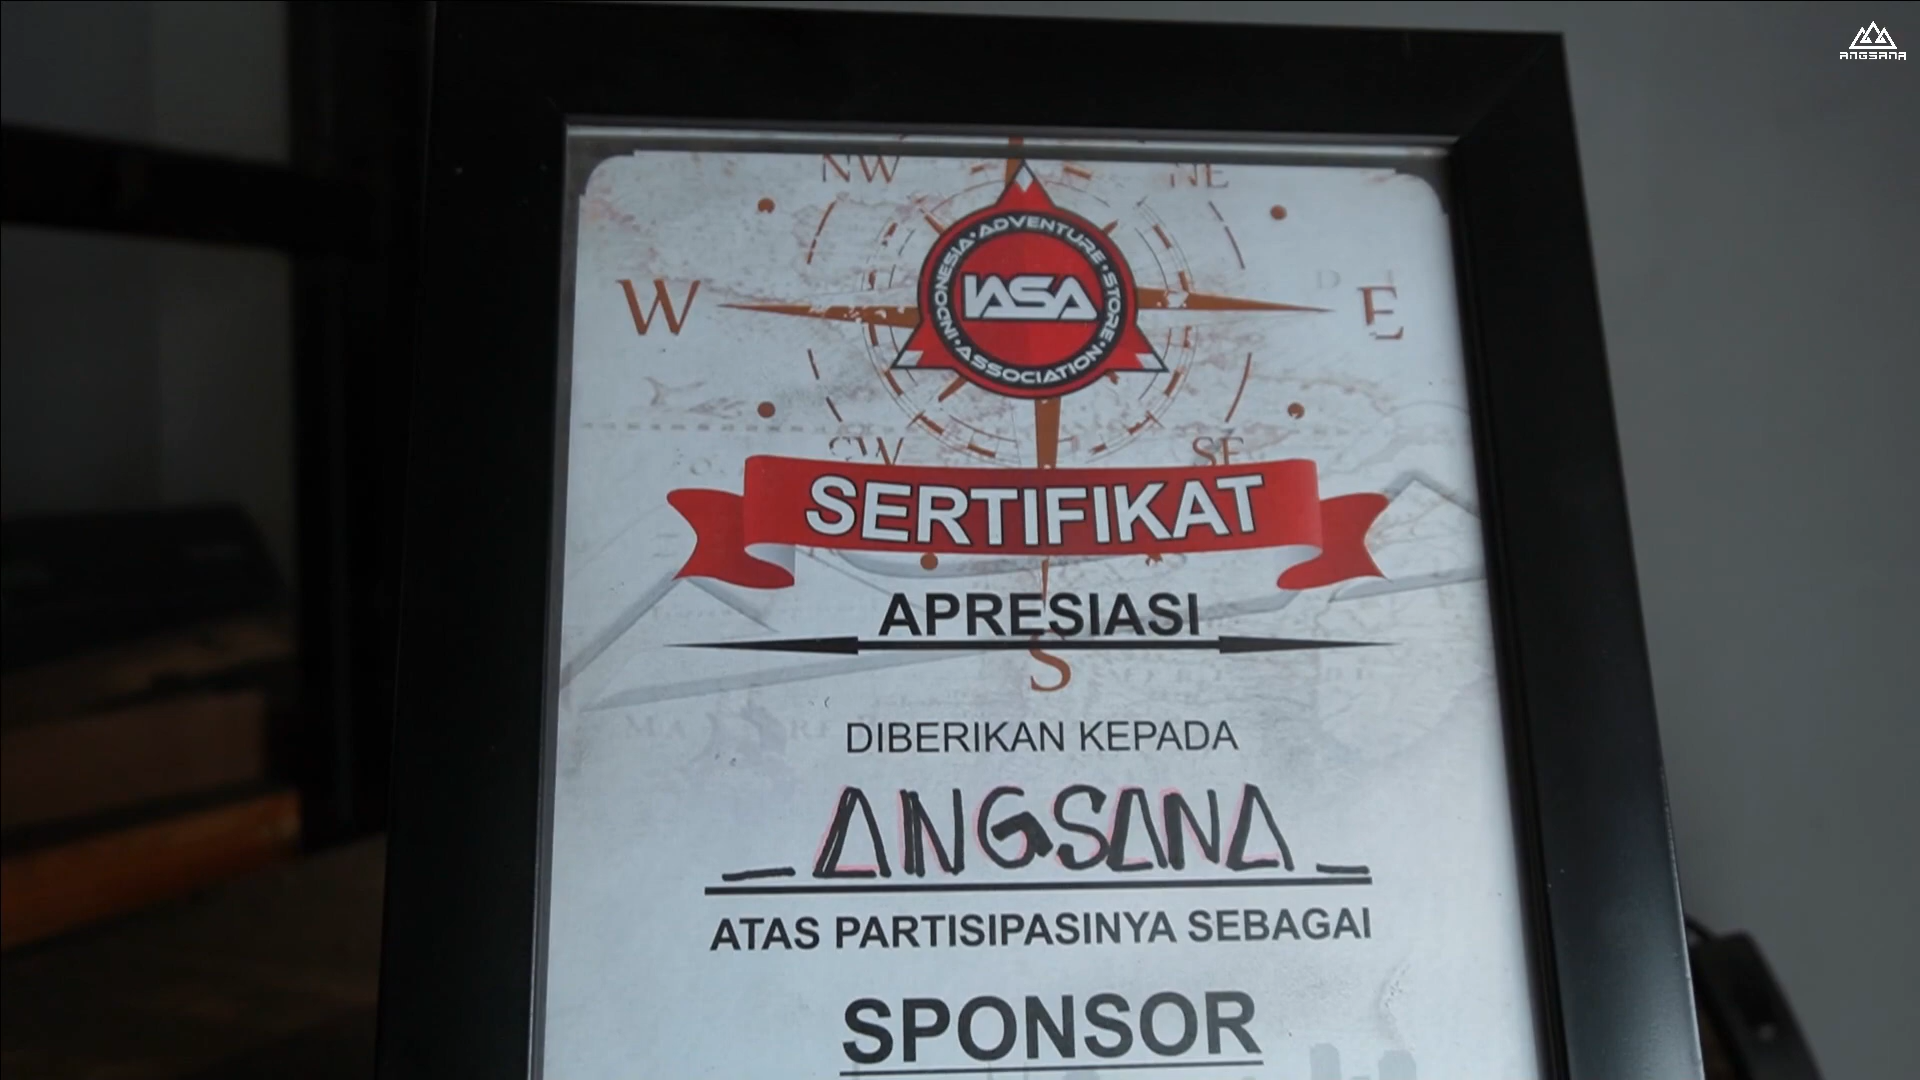 ANGSANA
NW NE
INDONESIA • ADVENTURE • STORE • ASSOCIATION
IASA
W E
SW SE
SERTIFIKAT
APRESIASI
S
DIBERIKAN KEPADA
_ ANGSANA _
ATAS PARTISIPASINYA SEBAGAI
SPONSOR